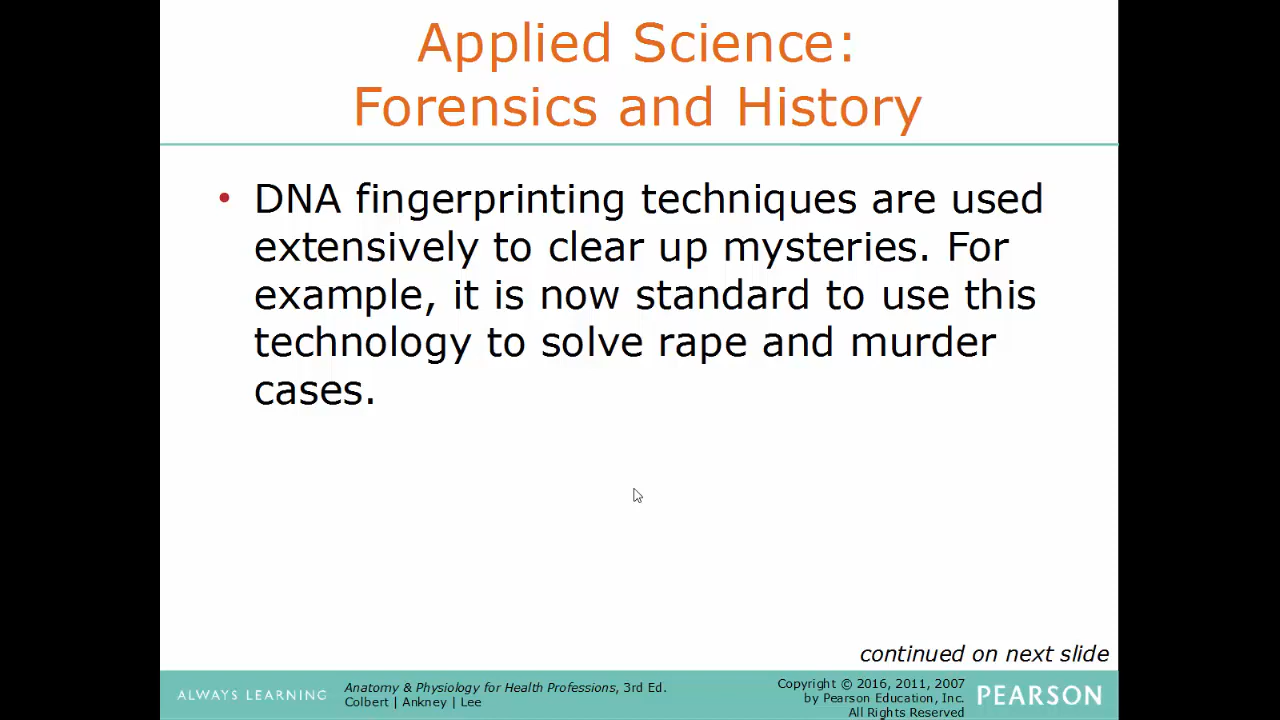 Applied Science:
Forensics and History
• DNA fingerprinting techniques are used
extensively to clear up mysteries. For
example, it is now standard to use this
technology to solve rape and murder
cases.
continued on next slide
ALWAYS LEARNING
Anatomy & Physiology for Health Professions, 3rd Ed.
Colbert | Ankney | Lee
Copyright © 2016, 2011, 2007
by Pearson Education, Inc.
All Rights Reserved
PEARSON